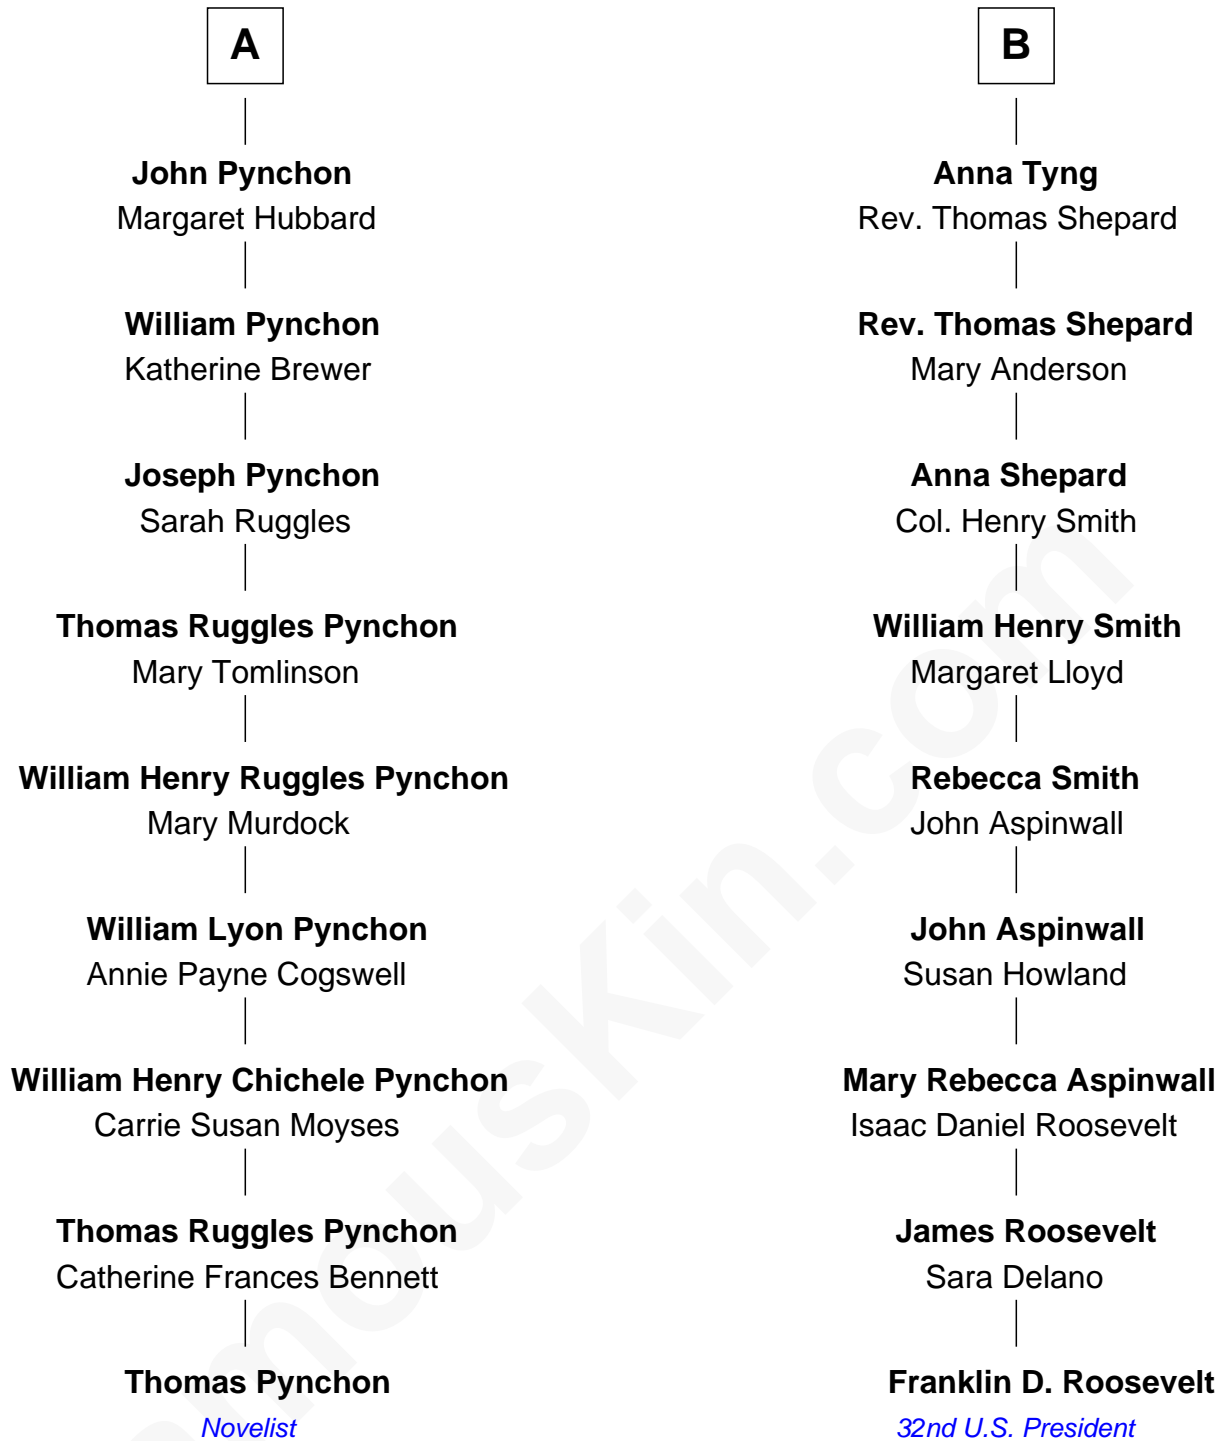 A
John Pynchon
Margaret Hubbard
William Pynchon
Katherine Brewer
Joseph Pynchon
Sarah Ruggles
Thomas Ruggles Pynchon
Mary Tomlinson
William Henry Ruggles Pynchon
Mary Murdock
William Lyon Pynchon
Annie Payne Cogswell
William Henry Chichele Pynchon
Carrie Susan Moyses
Thomas Ruggles Pynchon
Catherine Frances Bennett
Thomas Pynchon
Novelist
B
Anna Tyng
Rev. Thomas Shepard
Rev. Thomas Shepard
Mary Anderson
Anna Shepard
Col. Henry Smith
William Henry Smith
Margaret Lloyd
Rebecca Smith
John Aspinwall
John Aspinwall
Susan Howland
Mary Rebecca Aspinwall
Isaac Daniel Roosevelt
James Roosevelt
Sara Delano
Franklin D. Roosevelt
32nd U.S. President
amousKin.com